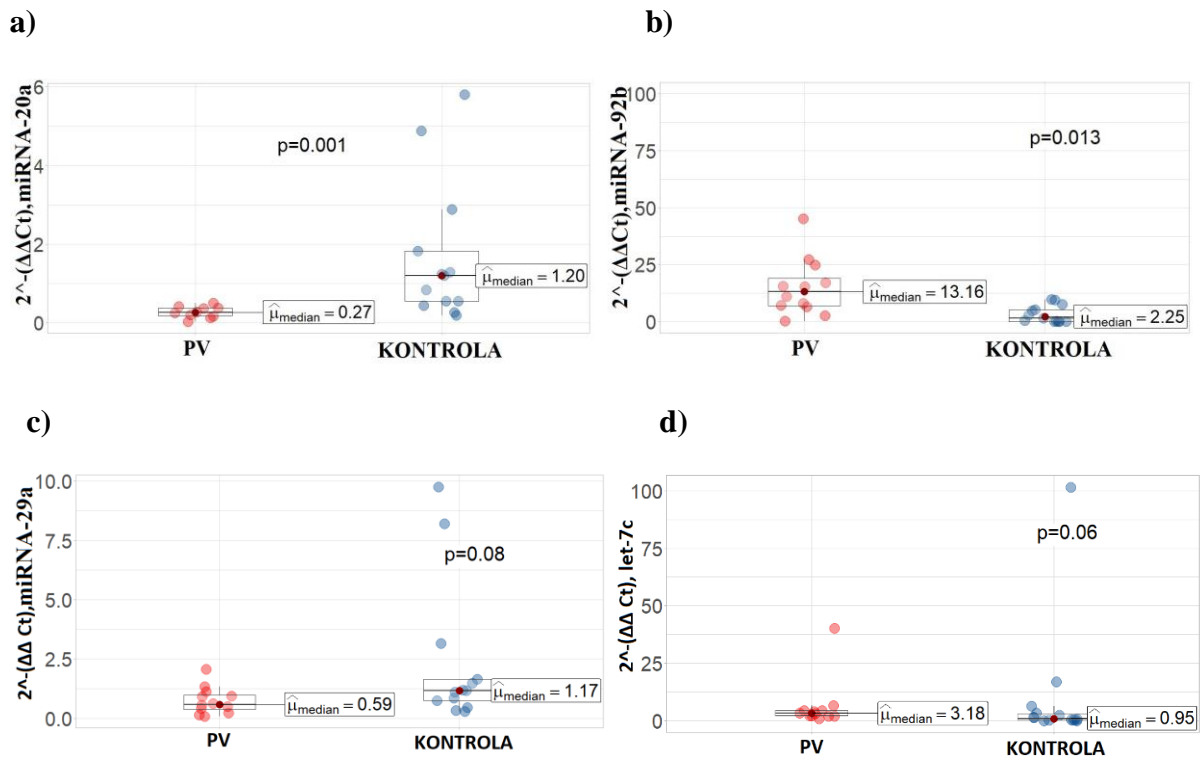 a)
2^-(ΔΔCt),miRNA-20a
6
4
2
0
p=0.001
μ̂median = 0.27
μ̂median = 1.20
PV
KONTROLA
b)
2^-(ΔΔCt),miRNA-92b
100
75
50
25
0
p=0.013
μ̂median = 13.16
μ̂median = 2.25
PV
KONTROLA
c)
2^-(ΔΔ Ct),miRNA-29a
10.0
7.5
5.0
2.5
0.0
p=0.08
μ̂median = 0.59
μ̂median = 1.17
PV
KONTROLA
d)
2^-(ΔΔ Ct), let-7c
100
75
50
25
0
p=0.06
μ̂median = 3.18
μ̂median = 0.95
PV
KONTROLA